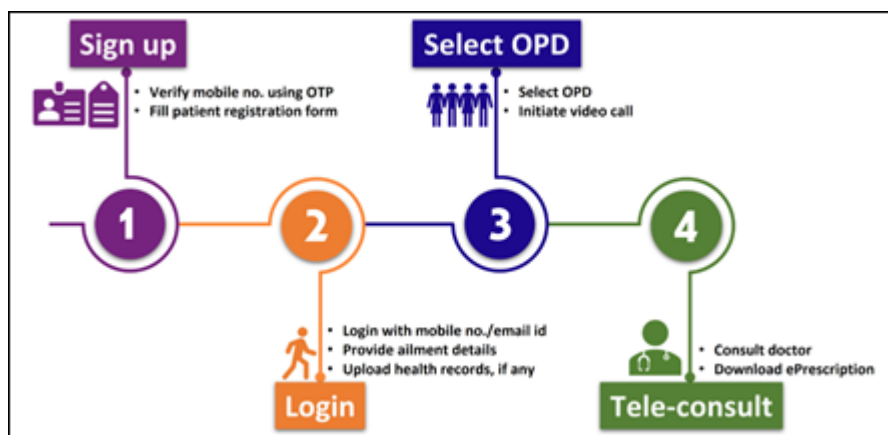 Sign up
• Verify mobile no. using OTP
• Fill patient registration form
1
2
• Login with mobile no./email id
• Provide ailment details
• Upload health records, if any
Login
Select OPD
• Select OPD
• Initiate video call
3
4
• Consult doctor
• Download ePrescription
Tele-consult